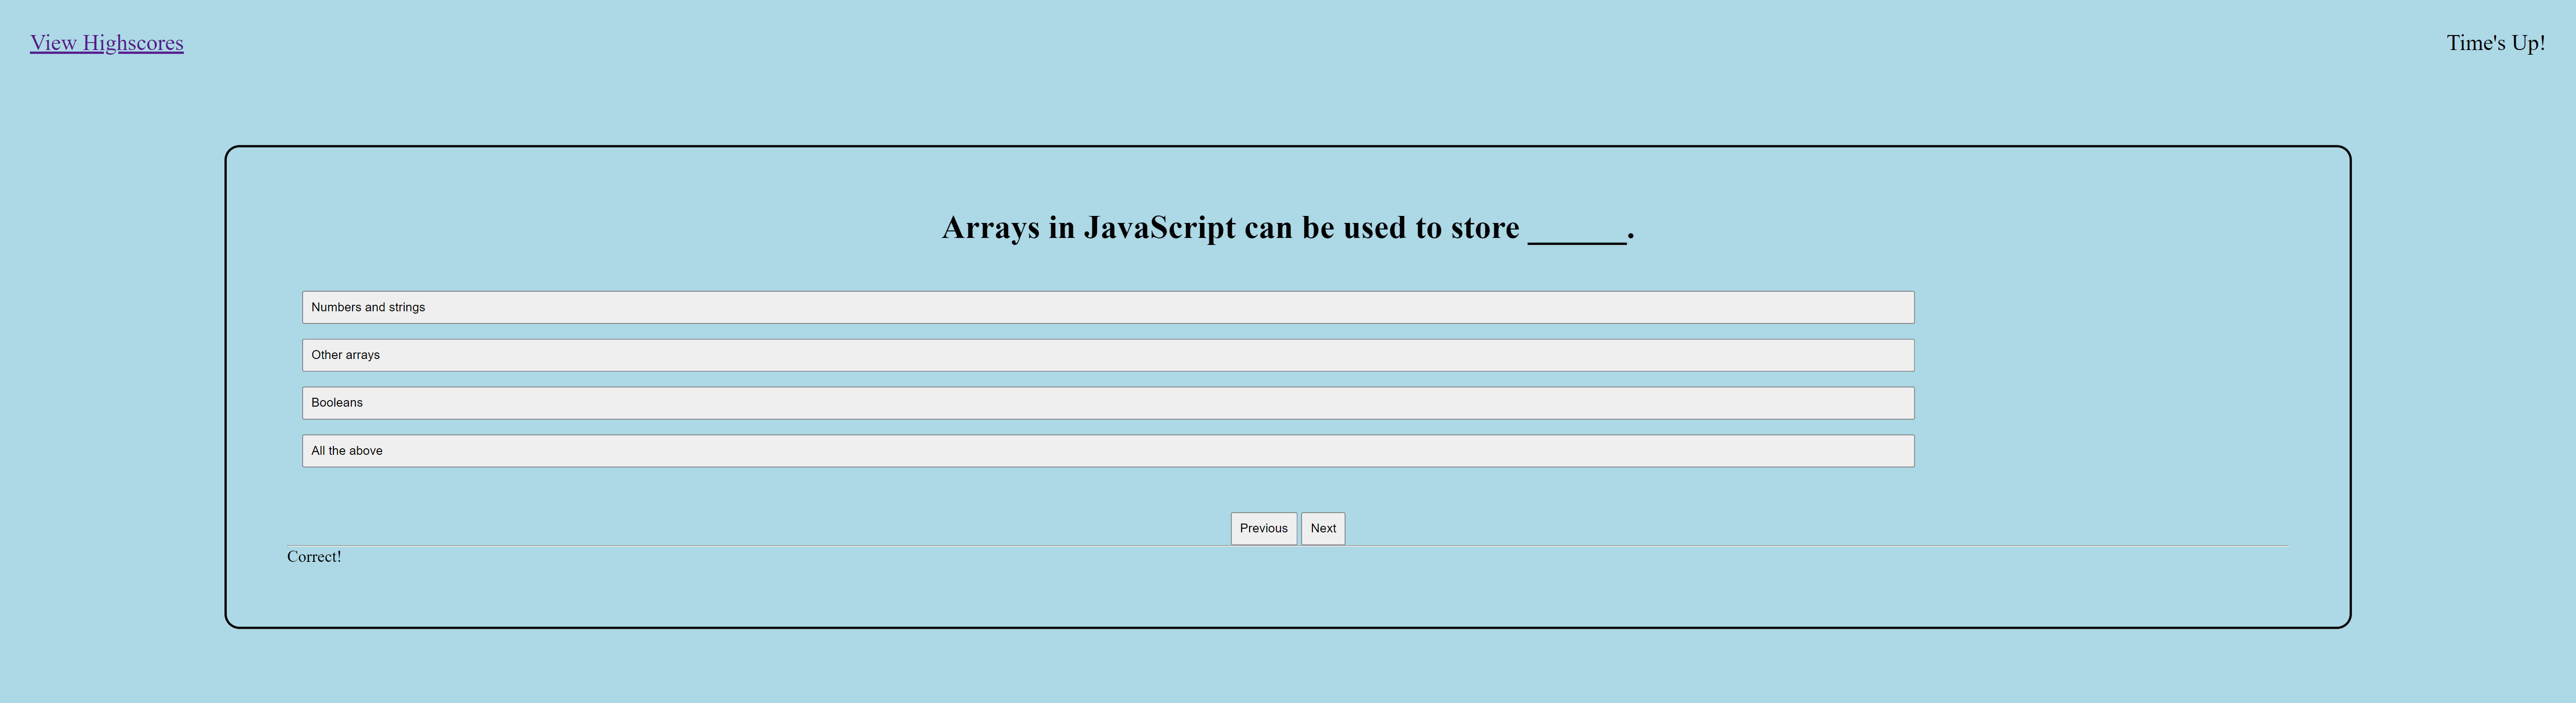 View Highscores
Time's Up!
Arrays in JavaScript can be used to store ______.
Numbers and strings
Other arrays
Booleans
All the above
Previous Next
Correct!